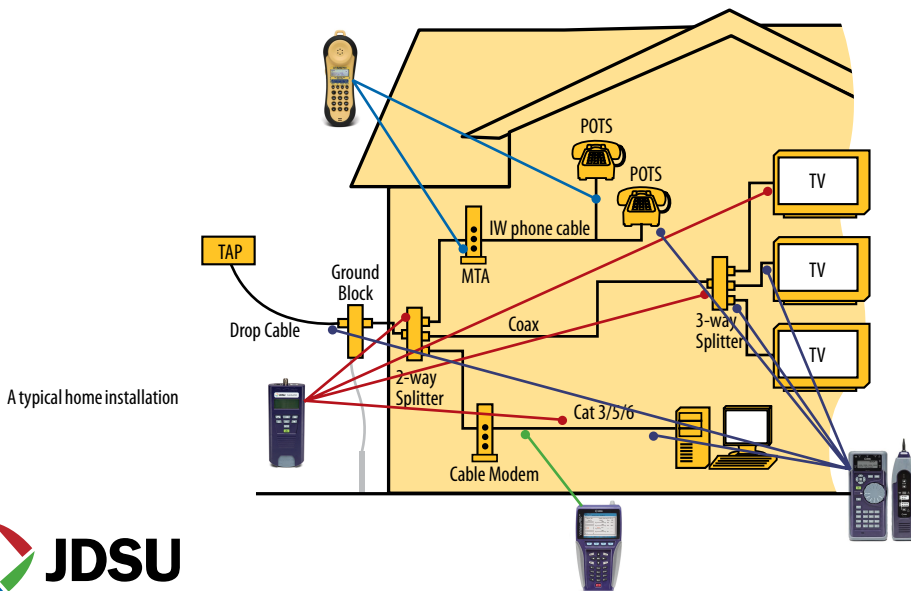 POTS
POTS
TV
IW phone cable
TAP
MTA
TV
Ground
Block
Drop Cable
Coax
3-way
Splitter
TV
A typical home installation
2-way
Splitter
Cat 3/5/6
Cable Modem
JDSU